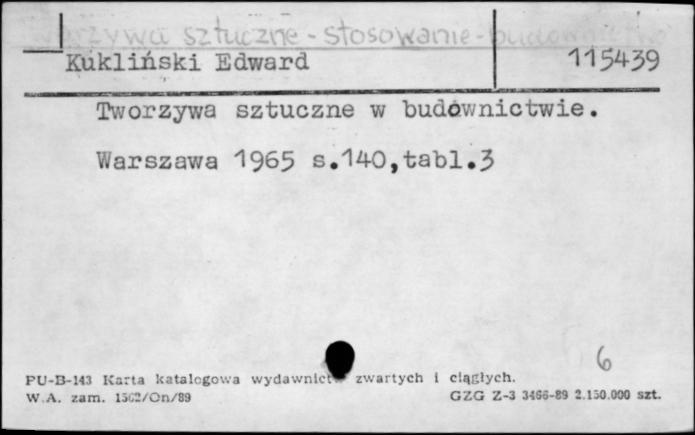 Tworzywa sztuczne - stosowanie - budownictwo
Kukliński Edward 115439
Tworzywa sztuczne w budownictwie.
Warszawa 1965 s.140,tabl.3
6
PU-B-143 Karta katalogowa wydawnictw zwartych i ciągłych.
W.A. zam. 1502/On/89 GZG Z-3 3466-89 2.150.000 szt.